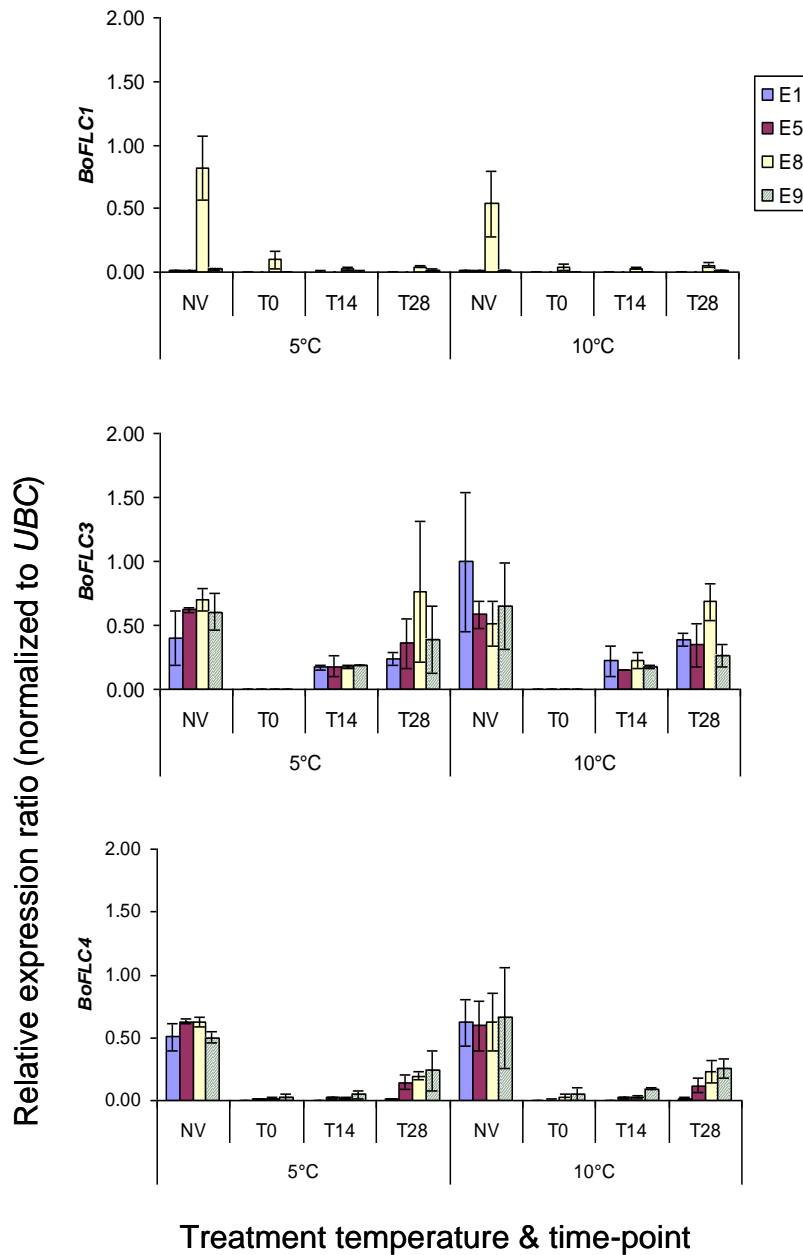 2.00
1.50
1.00
0.50
0.00
BoFLC1
NV T0 T14 T28 NV T0 T14 T28
5°C 10°C
E1
E5
E8
E9
2.00
1.50
1.00
0.50
0.00
BoFLC3
NV T0 T14 T28 NV T0 T14 T28
5°C 10°C
Relative expression ratio (normalized to UBC)
2.00
1.50
1.00
0.50
0.00
BoFLC4
NV T0 T14 T28 NV T0 T14 T28
5°C 10°C
Treatment temperature & time-point